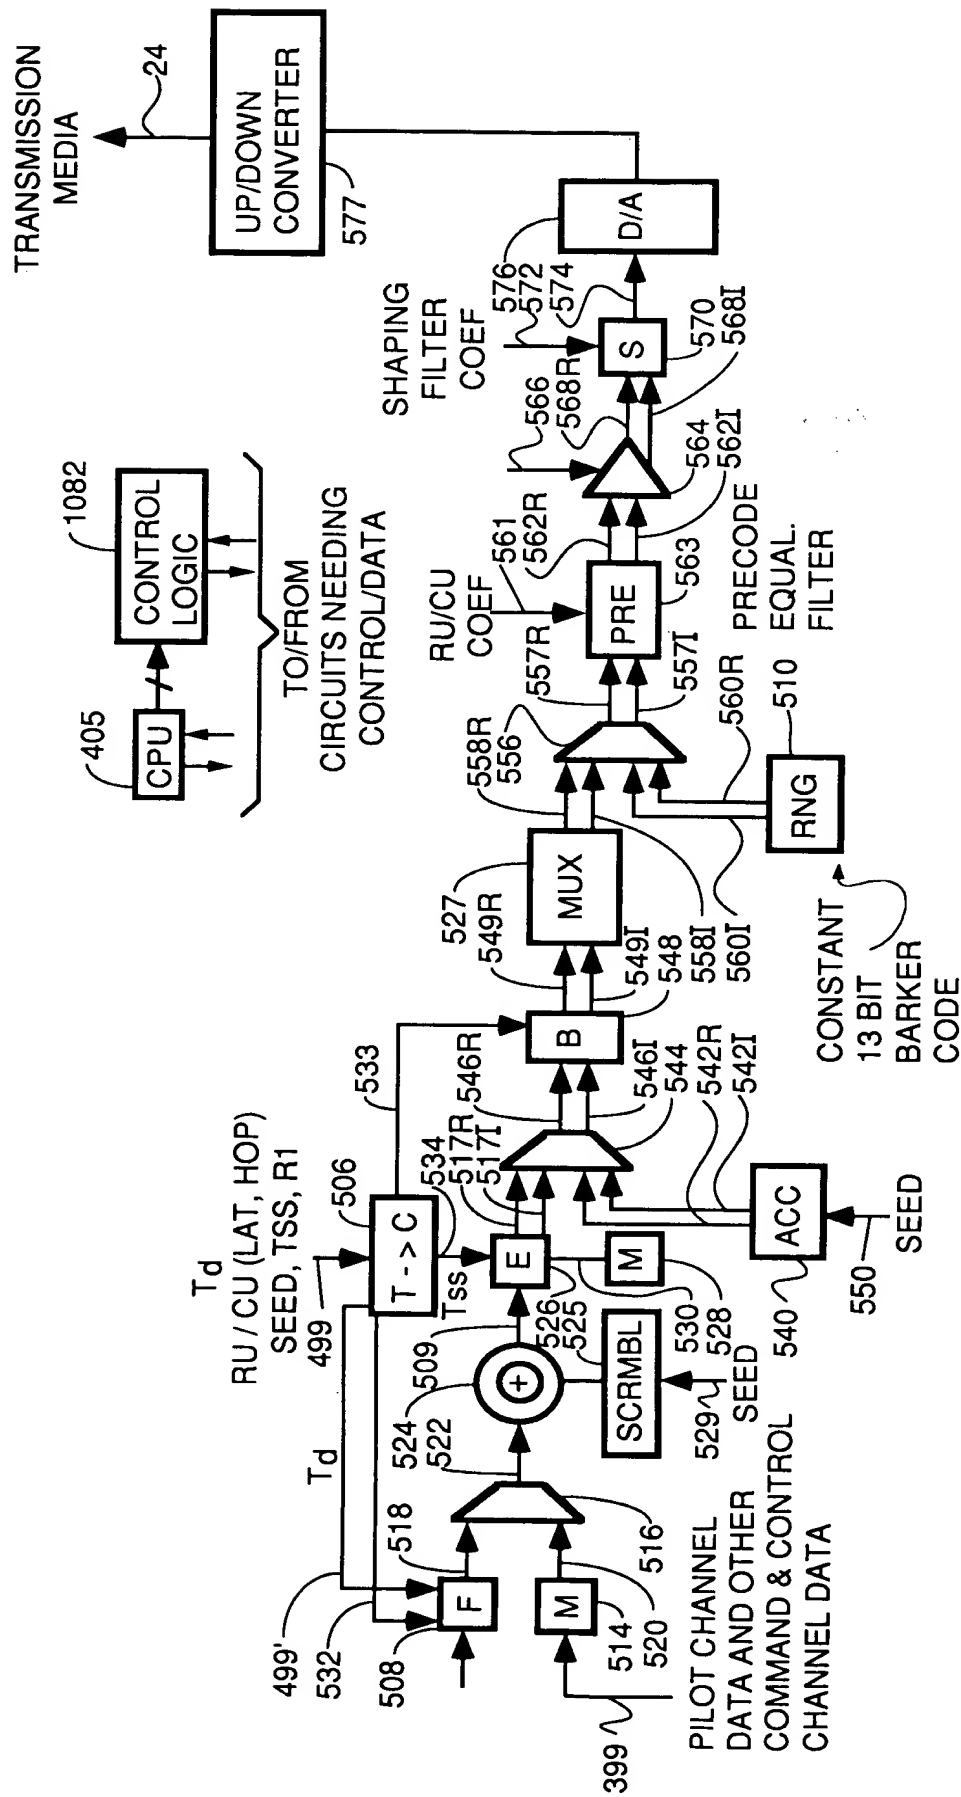 TRANSMISSION
MEDIA
24
UP/DOWN
CONVERTER
577
D/A
576
572
574
SHAPING
FILTER
COEF
S
570
568I
568R
566
564
562I
1082
CONTROL
LOGIC
405
CPU
TO/FROM
CIRCUITS NEEDING
CONTROL/DATA
RU/CU
COEF
561
562R
PRE
563
PRECODE
EQUAL.
FILTER
557R
557I
558R
556
560R
510
RNG
CONSTANT
13 BIT
BARKER
CODE
527
549R
MUX
549I
548
558I
560I
533
B
546R
546I
544
542R
542I
ACC
540
550
SEED
Td
RU / CU (LAT, HOP)
SEED, TSS, R1
499
506
T -> C
534
517R
517I
Tss
E
526
525
M
530
528
509
524
522
+
SCRMBL
529
SEED
Td
499'
532
508
518
F
516
M
514
520
399
PILOT CHANNEL
DATA AND OTHER
COMMAND & CONTROL
CHANNEL DATA